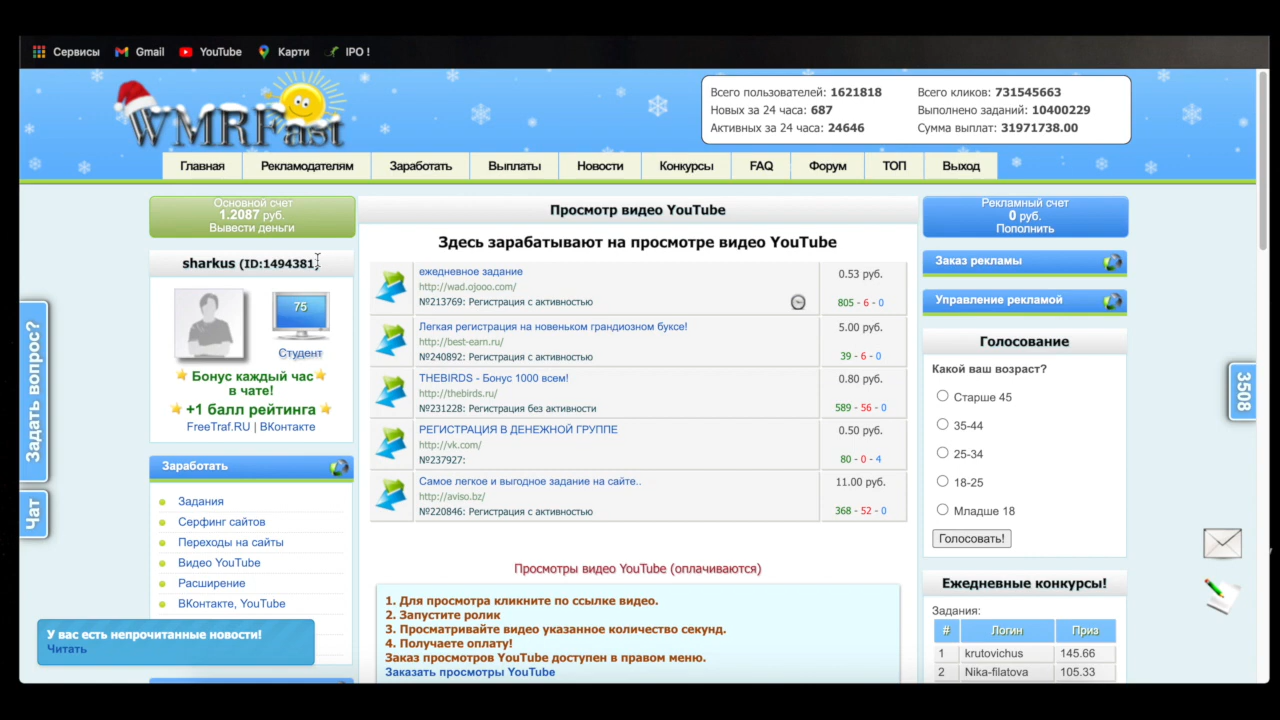 Сервисы Gmail YouTube Карти IPO !
WMRFast
Всего пользователей: 1621818 Всего кликов: 731545663
Новых за 24 часа: 687 Выполнено заданий: 10400229
Активных за 24 часа: 24646 Сумма выплат: 31971738.00
Главная Рекламодателям Заработать Выплаты Новости Конкурсы FAQ Форум ТОП Выход
Основной счет
1.2087 руб.
Вывести деньги
sharkus (ID:1494381)
75
Студент
Бонус каждый час
в чате!
+1 балл рейтинга
FreeTraf.RU | ВКонтакте
Заработать
Задания
Серфинг сайтов
Переходы на сайты
Видео YouTube
Расширение
ВКонтакте, YouTube
У вас есть непрочитанные новости!
Читать
Задать вопрос?
Чат
Просмотр видео YouTube
Здесь зарабатывают на просмотре видео YouTube
ежедневное задание
http://wad.ojooo.com/
№213769: Регистрация с активностью
0.53 руб.
805 - 6 - 0
Легкая регистрация на новеньком грандиозном буксе!
http://best-earn.ru/
№240892: Регистрация с активностью
5.00 руб.
39 - 6 - 0
THEBIRDS - Бонус 1000 всем!
http://thebirds.ru/
№231228: Регистрация без активности
0.80 руб.
589 - 56 - 0
РЕГИСТРАЦИЯ В ДЕНЕЖНОЙ ГРУППЕ
http://vk.com/
№237927:
0.50 руб.
80 - 0 - 4
Самое легкое и выгодное задание на сайте..
http://aviso.bz/
№220846: Регистрация с активностью
11.00 руб.
368 - 52 - 0
Просмотры видео YouTube (оплачиваются)
1. Для просмотра кликните по ссылке видео.
2. Запустите ролик
3. Просматривайте видео указанное количество секунд.
4. Получаете оплату!
Заказ просмотров YouTube доступен в правом меню.
Заказать просмотры YouTube
Рекламный счет
0 руб.
Пополнить
Заказ рекламы
Управление рекламой
Голосование
Какой ваш возраст?
Старше 45
35-44
25-34
18-25
Младше 18
Голосовать!
Ежедневные конкурсы!
Задания:
# Логин Приз
1 krutovichus 145.66
2 Nika-filatova 105.33
3508